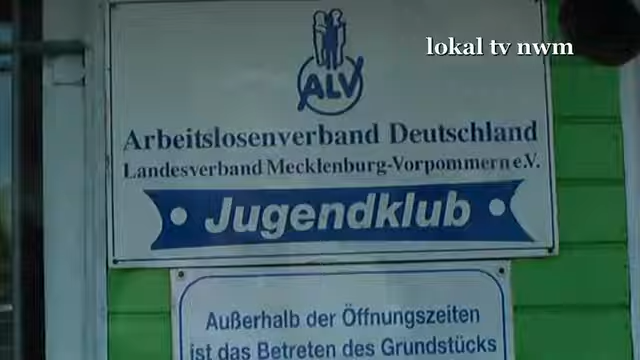 lokal tv nwm
ALV
Arbeitslosenverband Deutschland
Landesverband Mecklenburg-Vorpommern e.V.
• Jugendklub •
Außerhalb der Öffnungszeiten
ist das Betreten des Grundstücks